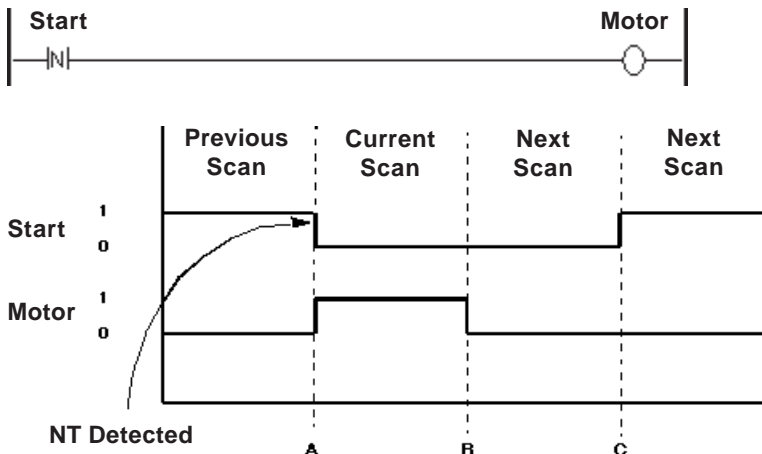 Start Motor
N
Previous Scan Current Scan Next Scan Next Scan
Start 1
0
Motor 1
0
NT Detected
A B C